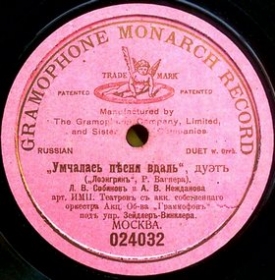 GRAMOPHONE MONARCH RECORD
TRADE MARK
PATENTED PATENTED
Manufactured by
The Gramophone Company, Limited,
and Sister Companies
RUSSIAN DUET w. Orch.
„Умчалась пѣсня вдаль“, дуэтъ
(„Лоэнгринъ“, Р. Вагнера).
Л. В. Собиновъ и А. В. Нежданова
арт. ИМП. Театровъ съ акк. собственнаго
оркестра Акц. Об-ва „Граммофонъ“
подъ упр. Зейдлеръ-Винклера.
МОСКВА.
024032